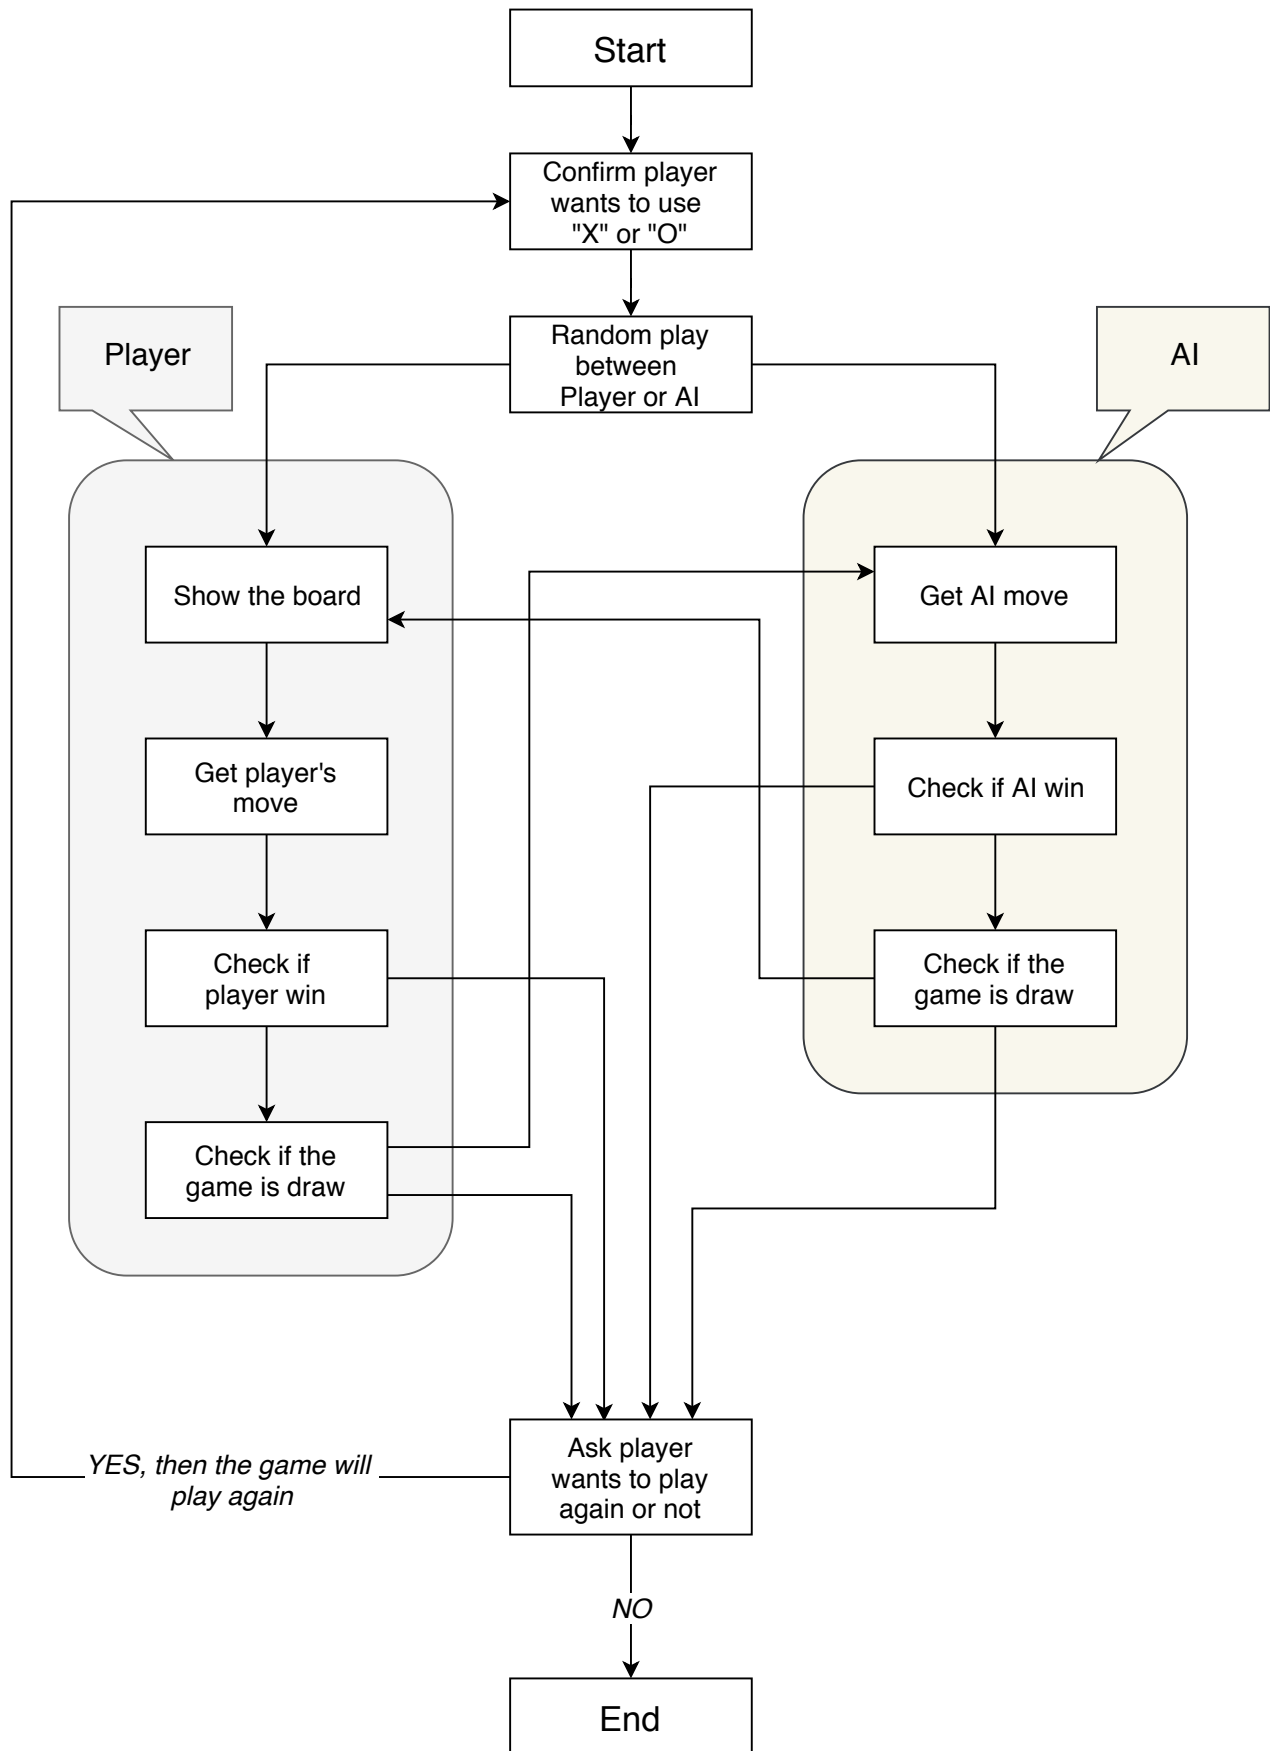 Start
Confirm player
wants to use
"X" or "O"
Random play
between
Player or AI
Player
AI
Show the board
Get AI move
Get player's
move
Check if AI win
Check if
player win
Check if the
game is draw
Check if the
game is draw
Ask player
wants to play
again or not
YES, then the game will
play again
NO
End